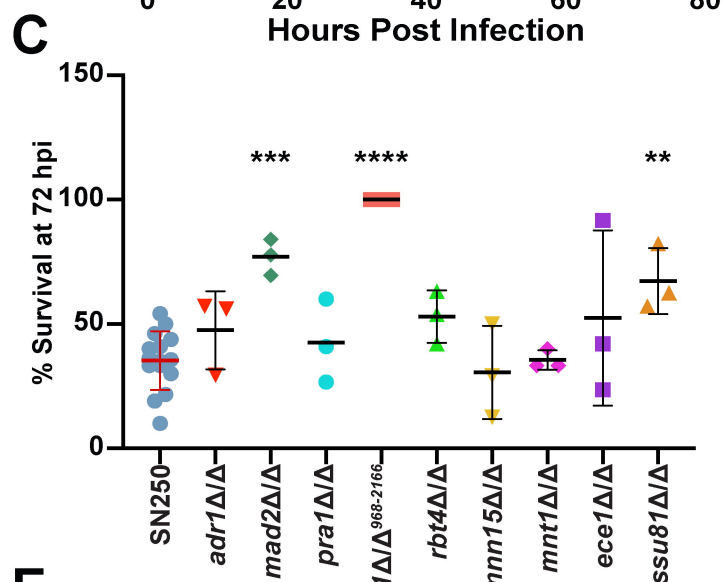 0 20 40 60 80
Hours Post Infection
C
% Survival at 72 hpi
150
100
50
0
*** **** **
SN250
adr1Δ/Δ
mad2Δ/Δ
pra1Δ/Δ
1Δ/Δ968-2166
rbt4Δ/Δ
mnn15Δ/Δ
mnt1Δ/Δ
ece1Δ/Δ
ssu81Δ/Δ